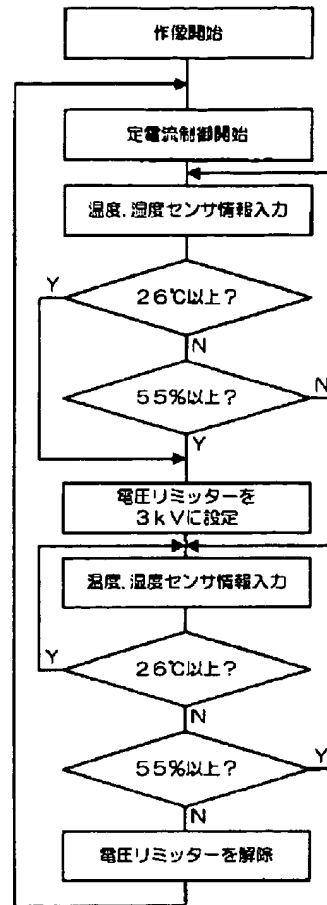 作像開始
定電流制御開始
温度、湿度センサ情報入力
Y
26℃以上?
N
55%以上?
N
Y
電圧リミッターを
3kVに設定
温度、湿度センサ情報入力
Y
26℃以上?
N
55%以上?
Y
N
電圧リミッターを解除